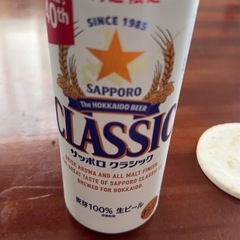 40th
SINCE 1985
SAPPORO
The HOKKAIDO BEER
CLASSIC
サッポロ クラシック
AROMA AND ALL MALT FINISH
GREAT TASTE OF SAPPORO CLASSIC
BREWED FOR HOKKAIDO.
麦芽100% 生ビール